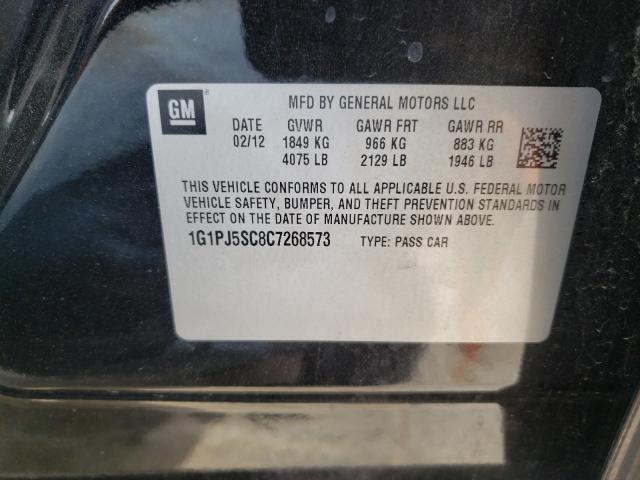 GM
MFD BY GENERAL MOTORS LLC
DATE GVWR GAWR FRT GAWR RR
02/12 1849 KG 966 KG 883 KG
4075 LB 2129 LB 1946 LB
THIS VEHICLE CONFORMS TO ALL APPLICABLE U.S. FEDERAL MOTOR
VEHICLE SAFETY, BUMPER, AND THEFT PREVENTION STANDARDS IN
EFFECT ON THE DATE OF MANUFACTURE SHOWN ABOVE.
1G1PJ5SC8C7268573 TYPE: PASS CAR